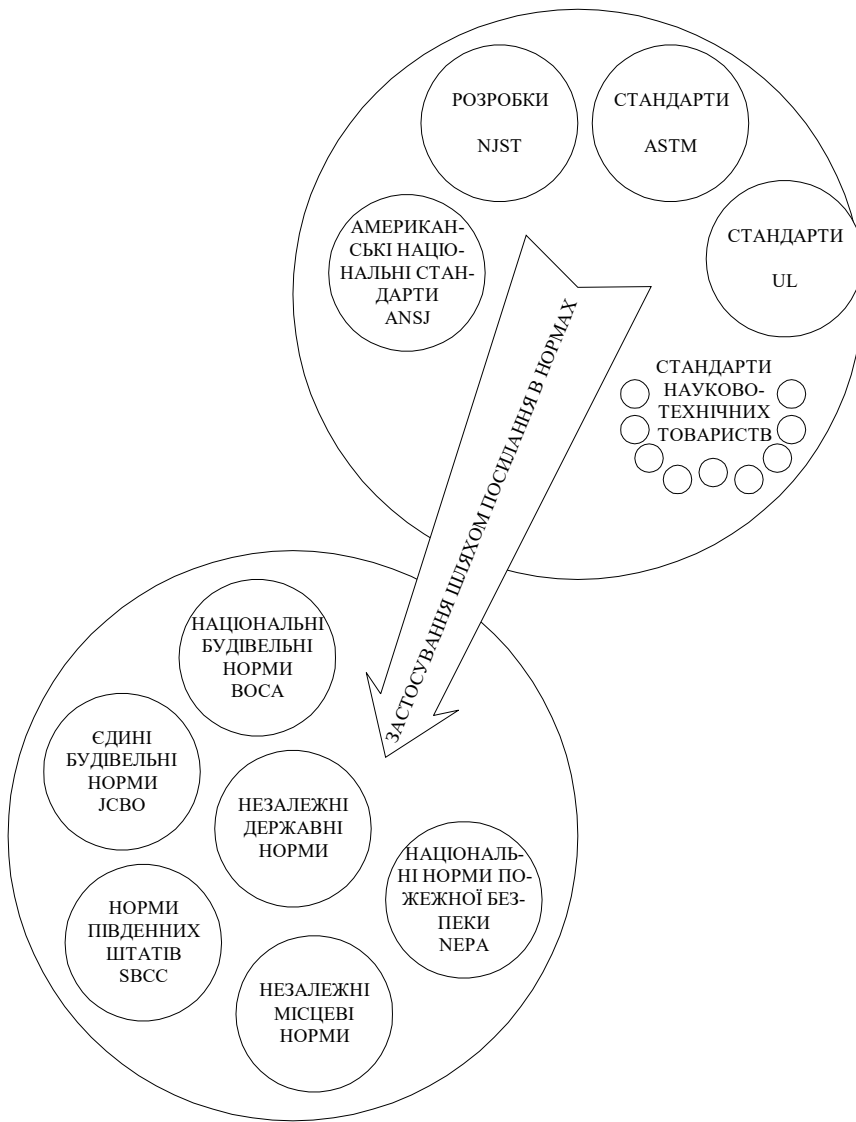 РОЗРОБКИ
NJST
СТАНДАРТИ
ASTM
АМЕРИКАН-
СЬКІ НАЦІО-
НАЛЬНІ СТАН-
ДАРТИ
ANSJ
СТАНДАРТИ
UL
СТАНДАРТИ
НАУКОВО-
ТЕХНІЧНИХ
ТОВАРИСТВ
ЗАСТОСУВАННЯ ШЛЯХОМ ПОСИЛАННЯ В НОРМАХ
НАЦІОНАЛЬНІ
БУДІВЕЛЬНІ
НОРМИ
ВОСА
ЄДИНІ
БУДІВЕЛЬНІ
НОРМИ
JCBO
НЕЗАЛЕЖНІ
ДЕРЖАВНІ
НОРМИ
НАЦІОНАЛЬ-
НІ НОРМИ ПО-
ЖЕЖНОЇ БЕЗ-
ПЕКИ
NEPA
НОРМИ
ПІВДЕННИХ
ШТАТІВ
SBCC
НЕЗАЛЕЖНІ
МІСЦЕВІ
НОРМИ